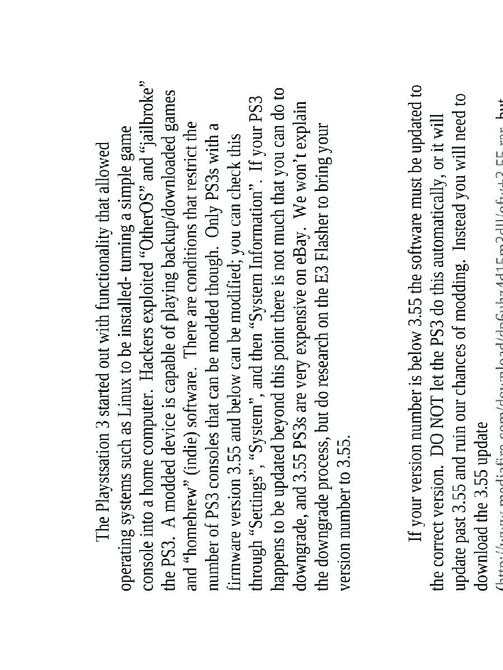 The Playstsation 3 started out with functionality that allowed
operating systems such as Linux to be installed- turning a simple game
console into a home computer. Hackers exploited “OtherOS” and “jailbroke”
the PS3. A modded device is capable of playing backup/downloaded games
and “homebrew” (indie) software. There are conditions that restrict the
number of PS3 consoles that can be modded though. Only PS3s with a
firmware version 3.55 and below can be modified; you can check this
through “Settings”, “System”, and then “System Information”. If your PS3
happens to be updated beyond this point there is not much that you can do to
downgrade, and 3.55 PS3s are very expensive on eBay. We won’t explain
the downgrade process, but do research on the E3 Flasher to bring your
version number to 3.55.
If your version number is below 3.55 the software must be updated to
the correct version. DO NOT let the PS3 do this automatically, or it will
update past 3.55 and ruin our chances of modding. Instead you will need to
download the 3.55 update